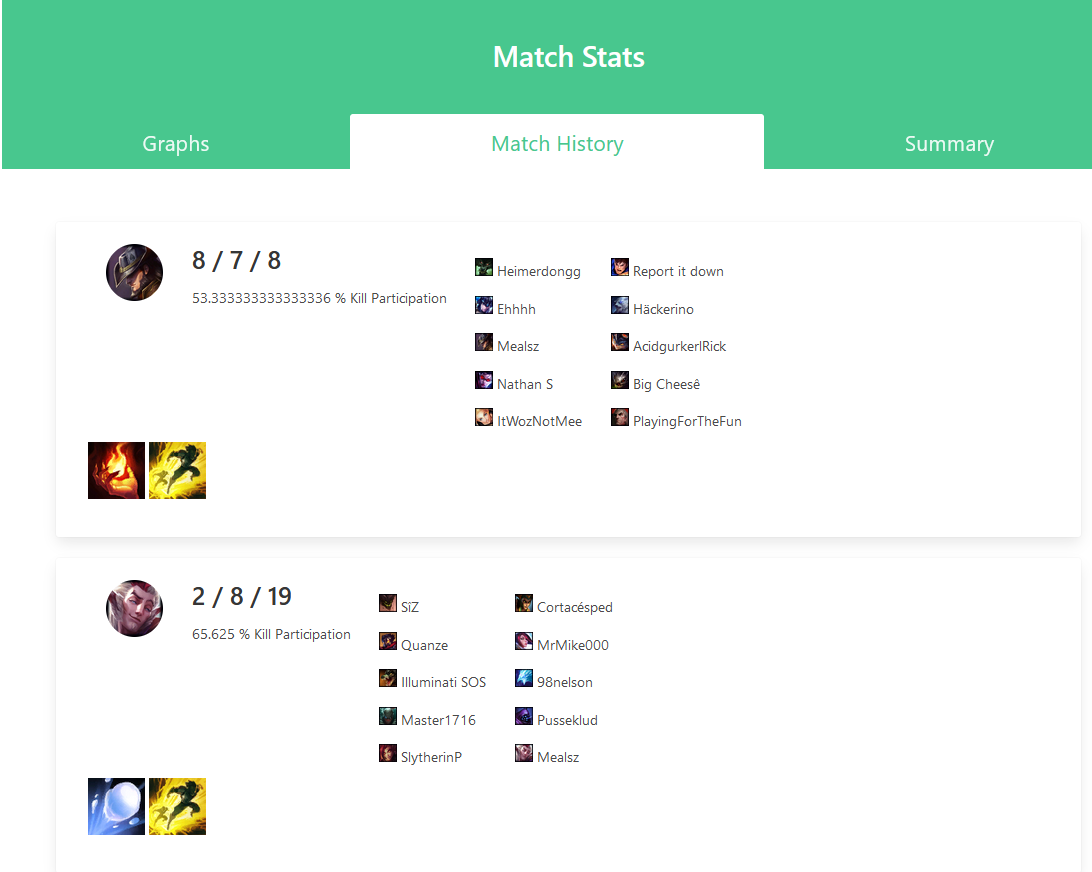 Match Stats
Graphs Match History Summary
8 / 7 / 8
53.333333333333336 % Kill Participation
Heimerdongg Report it down
Ehhhh Häckerino
Mealsz AcidgurkerlRick
Nathan S Big Cheesê
ItWozNotMee PlayingForTheFun
2 / 8 / 19
65.625 % Kill Participation
SiZ Cortacésped
Quanze MrMike000
Illuminati SOS 98nelson
Master1716 Pusseklud
SlytherinP Mealsz